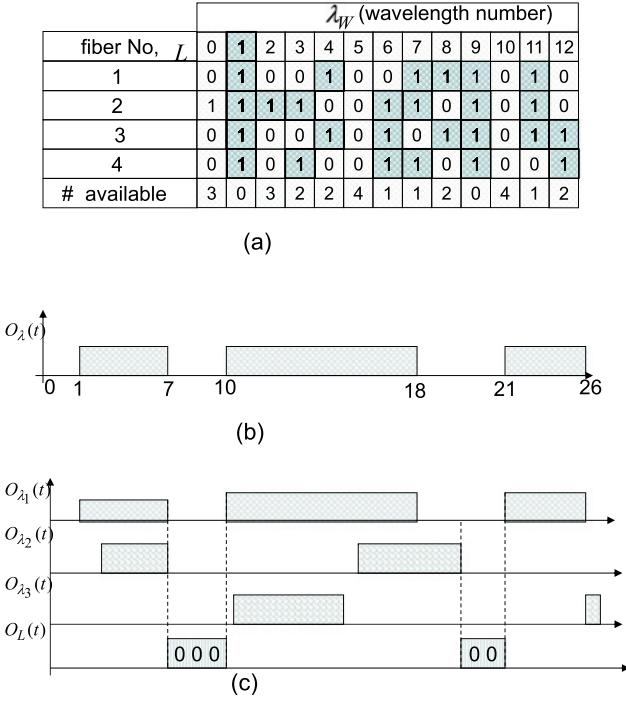 λW (wavelength number)
fiber No, L 0 1 2 3 4 5 6 7 8 9 10 11 12
1 0 1 0 0 1 0 0 1 1 1 0 1 0
2 1 1 1 1 0 0 1 1 0 1 0 1 0
3 0 1 0 0 1 0 1 0 1 1 0 1 1
4 0 1 0 1 0 0 1 1 0 1 0 0 1
# available 3 0 3 2 2 4 1 1 2 0 4 1 2
(a)
Oλ(t)
0 1 7 10 18 21 26
(b)
Oλ1(t)
Oλ2(t)
Oλ3(t)
OL(t)
0 0 0 0 0
(c)